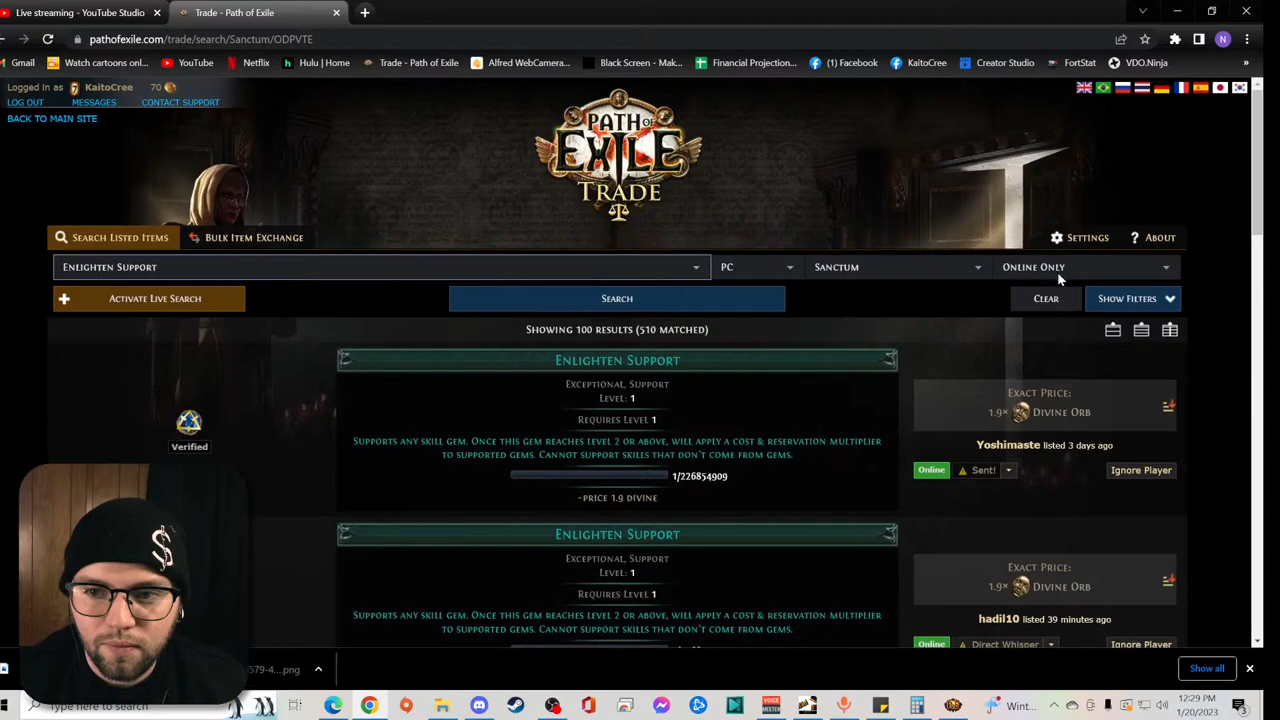 Live streaming - YouTube Studio
Trade - Path of Exile
pathofexile.com/trade/search/Sanctum/ODPVTE
Gmail
Watch cartoons onl...
YouTube
Netflix
Hulu | Home
Trade - Path of Exile
Alfred WebCamera...
Black Screen - Mak...
Financial Projection...
(1) Facebook
KaitoCree
Creator Studio
FortStat
VDO.Ninja
»
Logged in as KaitoCree 70
LOG OUT MESSAGES CONTACT SUPPORT
BACK TO MAIN SITE
PATH OF
EXILE
TRADE
Search Listed Items
Bulk Item Exchange
Settings
? About
Enlighten Support
PC
Sanctum
Online Only
Activate Live Search
Search
Clear
Show Filters
Showing 100 results (510 matched)
Enlighten Support
Exceptional, Support
Level: 1
Requires Level 1
Supports any skill gem. Once this gem reaches level 2 or above, will apply a cost & reservation multiplier
to supported gems. Cannot support skills that don't come from gems.
1/226854909
~price 1.9 divine
Verified
Exact Price:
1.9× Divine Orb
Yoshimaste listed 3 days ago
Online
Sent!
Ignore Player
Enlighten Support
Exceptional, Support
Level: 1
Requires Level 1
Supports any skill gem. Once this gem reaches level 2 or above, will apply a cost & reservation multiplier
to supported gems. Cannot support skills that don't come from gems.
Exact Price:
1.9× Divine Orb
hadil10 listed 39 minutes ago
Online
Direct Whisper
Ignore Player
579-4....png
Show all
Type here to search
Wint...
12:29 PM
1/20/2023